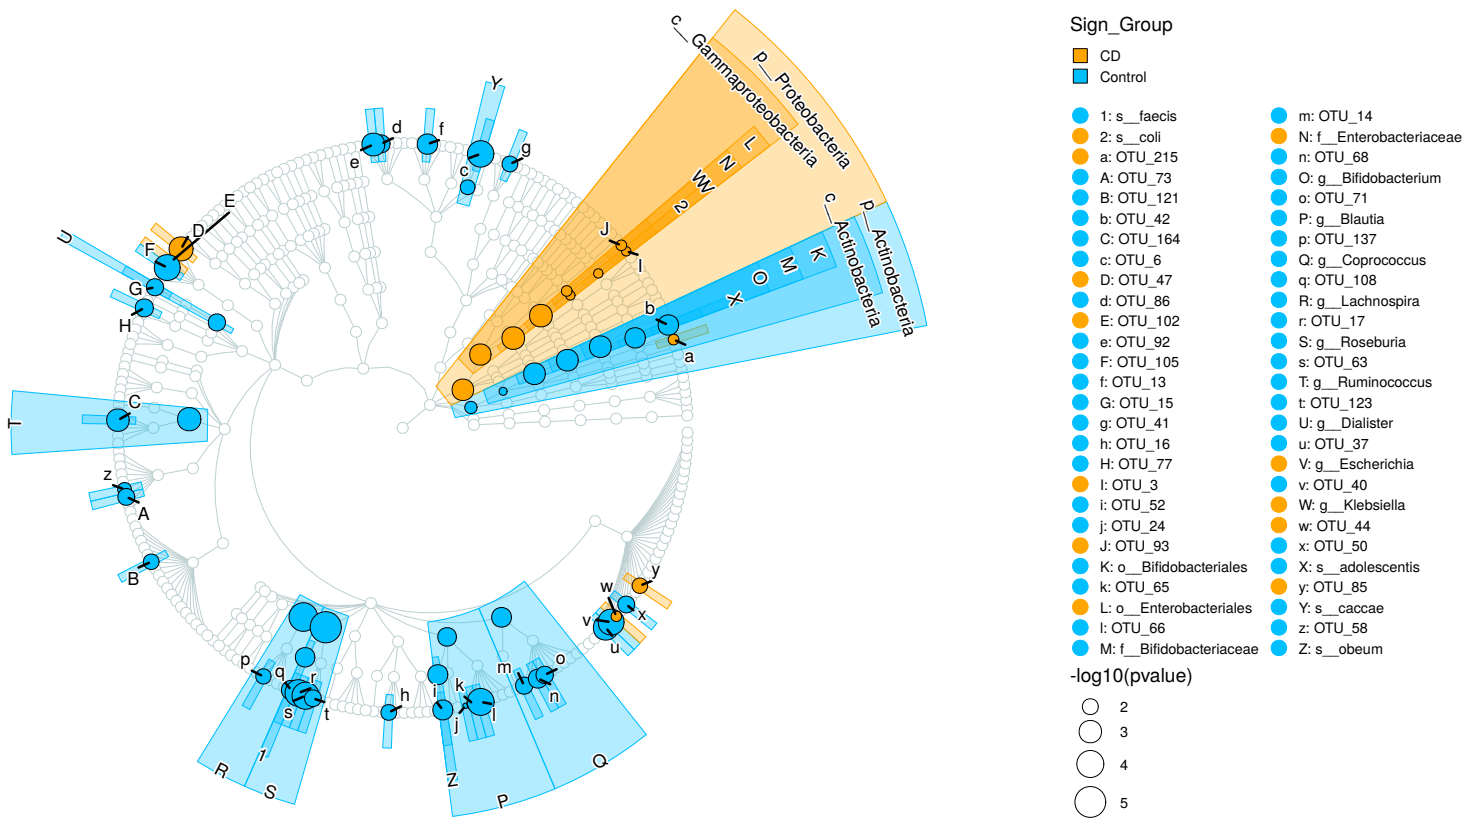 Sign_Group
CD
Control
1: s__faecis
2: s__coli
a: OTU_215
A: OTU_73
B: OTU_121
b: OTU_42
C: OTU_164
c: OTU_6
D: OTU_47
d: OTU_86
E: OTU_102
e: OTU_92
F: OTU_105
f: OTU_13
G: OTU_15
g: OTU_41
h: OTU_16
H: OTU_77
I: OTU_3
i: OTU_52
j: OTU_24
J: OTU_93
K: o__Bifidobacteriales
k: OTU_65
L: o__Enterobacteriales
l: OTU_66
M: f__Bifidobacteriaceae
m: OTU_14
N: f__Enterobacteriaceae
n: OTU_68
O: g__Bifidobacterium
o: OTU_71
P: g__Blautia
p: OTU_137
Q: g__Coprococcus
q: OTU_108
R: g__Lachnospira
r: OTU_17
S: g__Roseburia
s: OTU_63
T: g__Ruminococcus
t: OTU_123
U: g__Dialister
u: OTU_37
V: g__Escherichia
v: OTU_40
W: g__Klebsiella
w: OTU_44
x: OTU_50
X: s__adolescentis
y: OTU_85
Y: s__caccae
z: OTU_58
Z: s__obeum
-log10(pvalue)
2
3
4
5
c__Gammaproteobacteria
p__Proteobacteria
c__Actinobacteria
p__Actinobacteria
L
N
W
V
2
K
M
O
X
J
I
b
a
Y
c
g
f
d
e
E
D
F
U
G
H
T
C
z
A
B
p
q
r
s
t
1
R
S
h
i
j
k
l
Z
P
m
n
o
Q
w
v
u
x
y